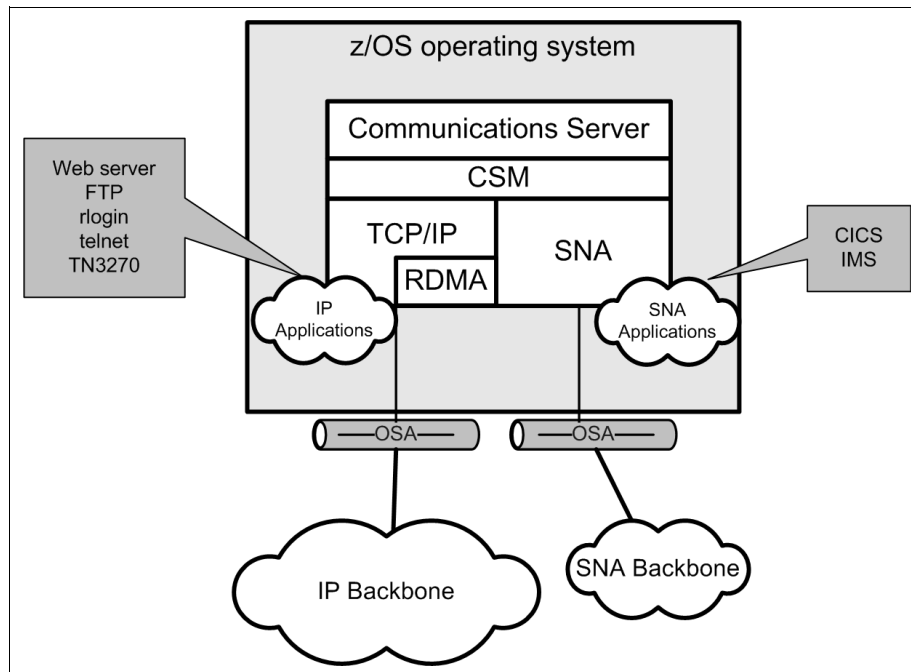 z/OS operating system
Communications Server
CSM
TCP/IP
SNA
RDMA
Web server
FTP
rlogin
telnet
TN3270
CICS
IMS
IP
Applications
SNA
Applications
OSA
OSA
IP Backbone
SNA Backbone